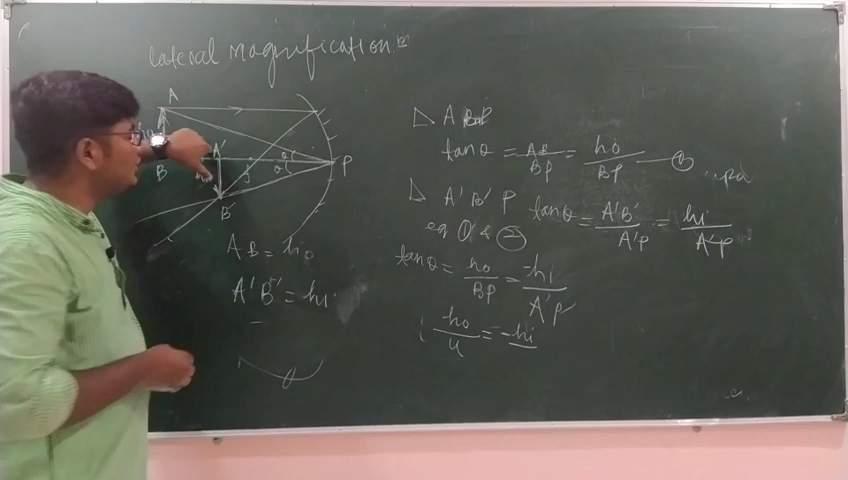 lateral magnification
A
A'
B
θ
θ
P
f
B'
AB = ho
A'B' = hi
Δ ABP
tanθ = AB/BP = ho/BP — ①
Δ A'B'P
tanθ = A'B'/A'P = hi/A'P
eq ① & ②
tanθ = ho/BP = -hi/A'P
ho/u = -hi